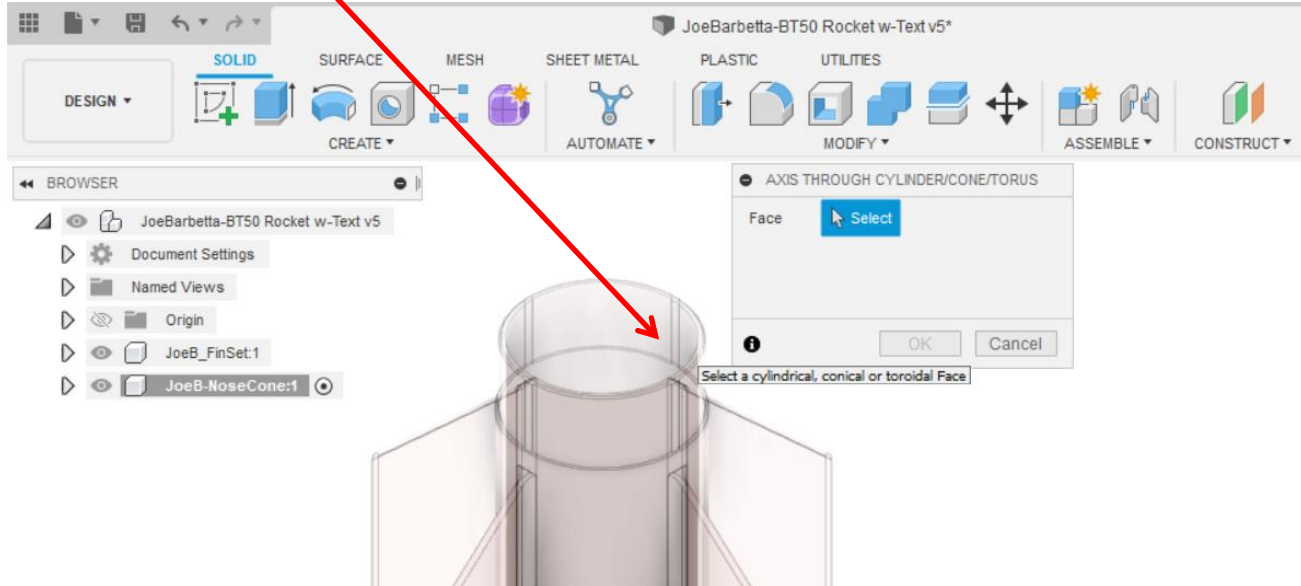 JoeBarbetta-BT50 Rocket w-Text v5*
SOLID SURFACE MESH SHEET METAL PLASTIC UTILITIES
DESIGN ▾
CREATE ▾ AUTOMATE ▾ MODIFY ▾ ASSEMBLE ▾ CONSTRUCT ▾
BROWSER
JoeBarbetta-BT50 Rocket w-Text v5
Document Settings
Named Views
Origin
JoeB_FinSet:1
JoeB-NoseCone:1
AXIS THROUGH CYLINDER/CONE/TORUS
Face Select
OK Cancel
Select a cylindrical, conical or toroidal Face